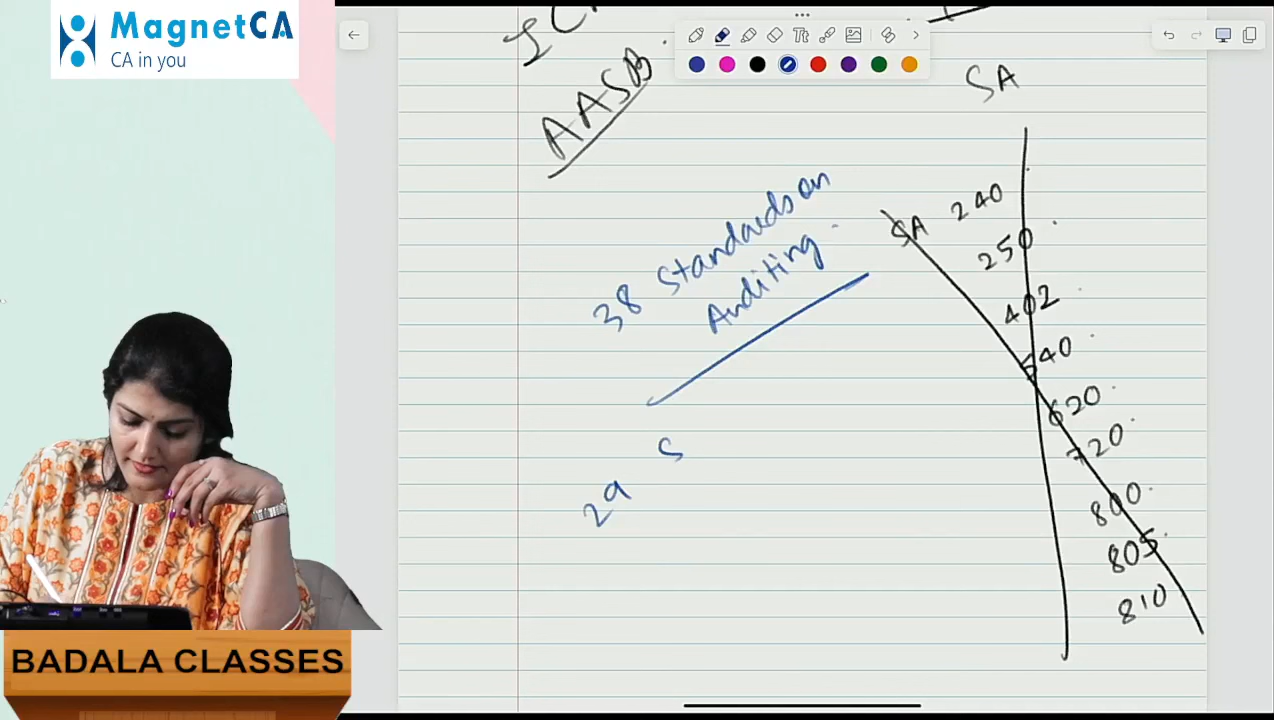 MagnetCA
CA in you
AASB.
SA
38 Standards on
Auditing.
SA 240
250
402
540
620
720
800
805
810
29 S
BADALA CLASSES